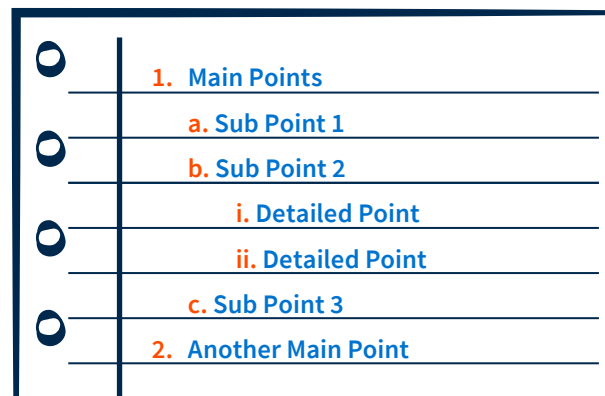 1. Main Points
a. Sub Point 1
b. Sub Point 2
i. Detailed Point
ii. Detailed Point
c. Sub Point 3
2. Another Main Point